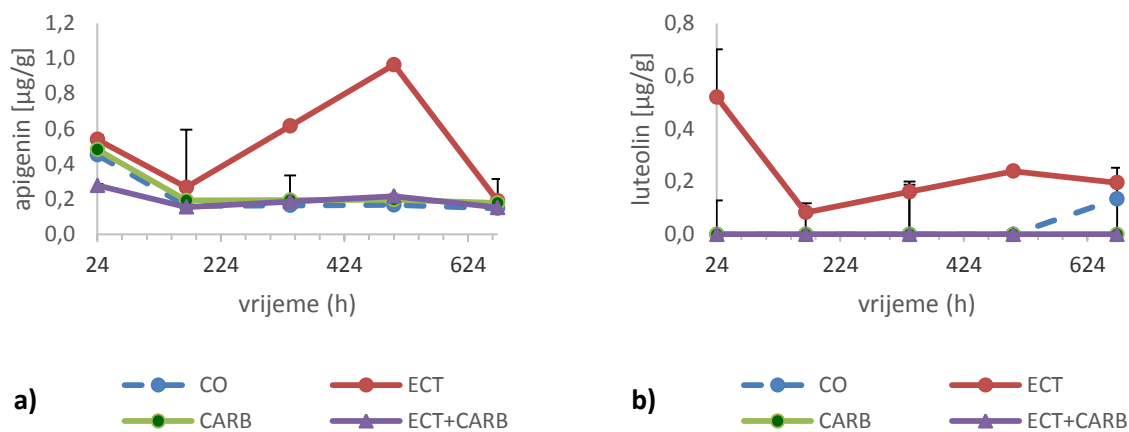 apigenin [µg/g]
1,2
1,0
0,8
0,6
0,4
0,2
0,0
24 224 424 624
vrijeme (h)
a)
CO ECT
CARB ECT+CARB
luteolin [µg/g]
0,8
0,6
0,4
0,2
0,0
24 224 424 624
vrijeme (h)
b)
CO ECT
CARB ECT+CARB